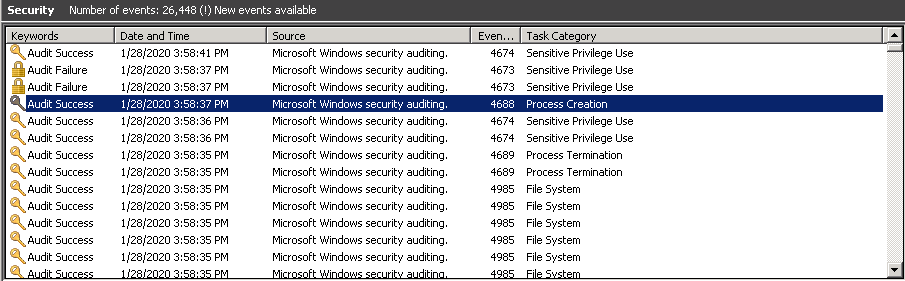 Security Number of events: 26,448 (!) New events available
Keywords Date and Time Source Even... Task Category
Audit Success 1/28/2020 3:58:41 PM Microsoft Windows security auditing. 4674 Sensitive Privilege Use
Audit Failure 1/28/2020 3:58:37 PM Microsoft Windows security auditing. 4673 Sensitive Privilege Use
Audit Failure 1/28/2020 3:58:37 PM Microsoft Windows security auditing. 4673 Sensitive Privilege Use
Audit Success 1/28/2020 3:58:37 PM Microsoft Windows security auditing. 4688 Process Creation
Audit Success 1/28/2020 3:58:36 PM Microsoft Windows security auditing. 4674 Sensitive Privilege Use
Audit Success 1/28/2020 3:58:36 PM Microsoft Windows security auditing. 4674 Sensitive Privilege Use
Audit Success 1/28/2020 3:58:35 PM Microsoft Windows security auditing. 4689 Process Termination
Audit Success 1/28/2020 3:58:35 PM Microsoft Windows security auditing. 4689 Process Termination
Audit Success 1/28/2020 3:58:35 PM Microsoft Windows security auditing. 4985 File System
Audit Success 1/28/2020 3:58:35 PM Microsoft Windows security auditing. 4985 File System
Audit Success 1/28/2020 3:58:35 PM Microsoft Windows security auditing. 4985 File System
Audit Success 1/28/2020 3:58:35 PM Microsoft Windows security auditing. 4985 File System
Audit Success 1/28/2020 3:58:35 PM Microsoft Windows security auditing. 4985 File System
Audit Success 1/28/2020 3:58:35 PM Microsoft Windows security auditing. 4985 File System